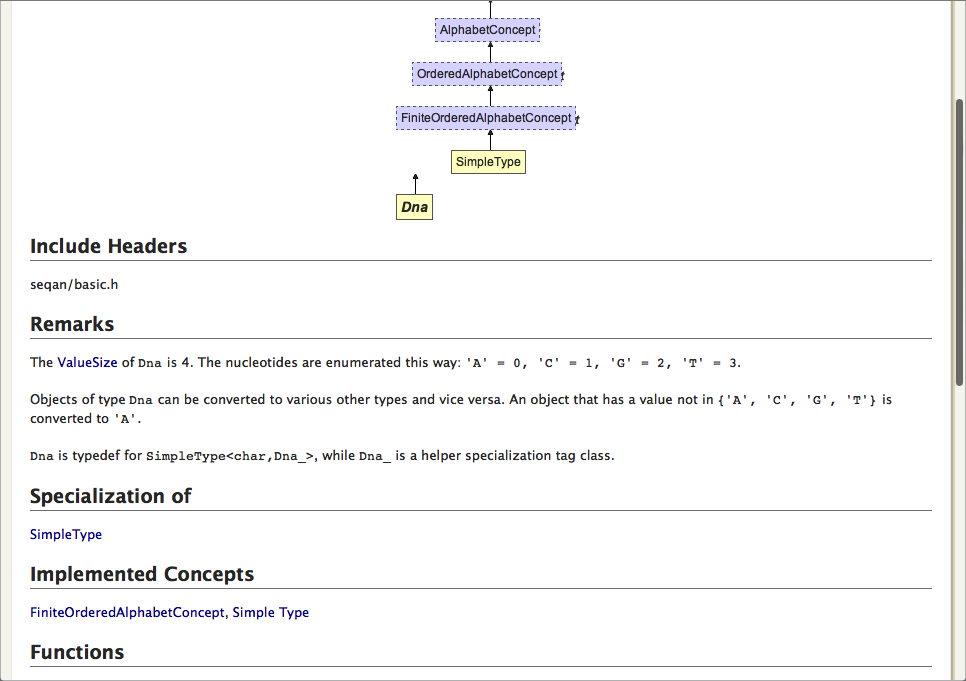 AlphabetConcept
OrderedAlphabetConcept
FiniteOrderedAlphabetConcept
SimpleType
Dna
Include Headers
seqan/basic.h
Remarks
The ValueSize of Dna is 4. The nucleotides are enumerated this way: 'A' = 0, 'C' = 1, 'G' = 2, 'T' = 3.
Objects of type Dna can be converted to various other types and vice versa. An object that has a value not in {'A', 'C', 'G', 'T'} is
converted to 'A'.
Dna is typedef for SimpleType<char,Dna_>, while Dna_ is a helper specialization tag class.
Specialization of
SimpleType
Implemented Concepts
FiniteOrderedAlphabetConcept, Simple Type
Functions